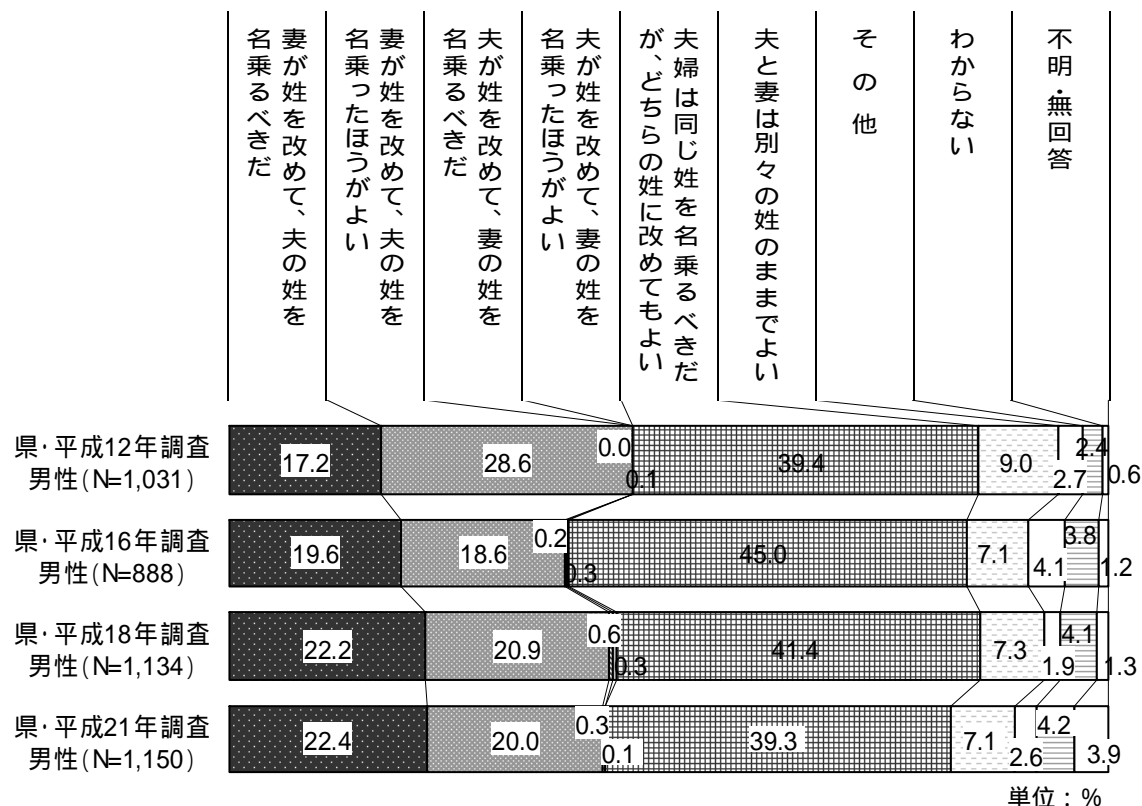 妻が姓を改めて、夫の姓を
名乗るべきだ
妻が姓を改めて、夫の姓を
名乗ったほうがよい
夫が姓を改めて、妻の姓を
名乗るべきだ
夫が姓を改めて、妻の姓を
名乗ったほうがよい
夫婦は同じ姓を名乗るべきだ
が、どちらの姓に改めてもよい
夫と妻は別々の姓のままでよい
その他
わからない
不明・無回答
県・平成12年調査
男性(N=1,031)
17.2 28.6 0.0 0.1 39.4 9.0 2.7 2.4 0.6
県・平成16年調査
男性(N=888)
19.6 18.6 0.2 0.3 45.0 7.1 4.1 3.8 1.2
県・平成18年調査
男性(N=1,134)
22.2 20.9 0.6 0.3 41.4 7.3 1.9 4.1 1.3
県・平成21年調査
男性(N=1,150)
22.4 20.0 0.3 0.1 39.3 7.1 2.6 4.2 3.9
単位：%